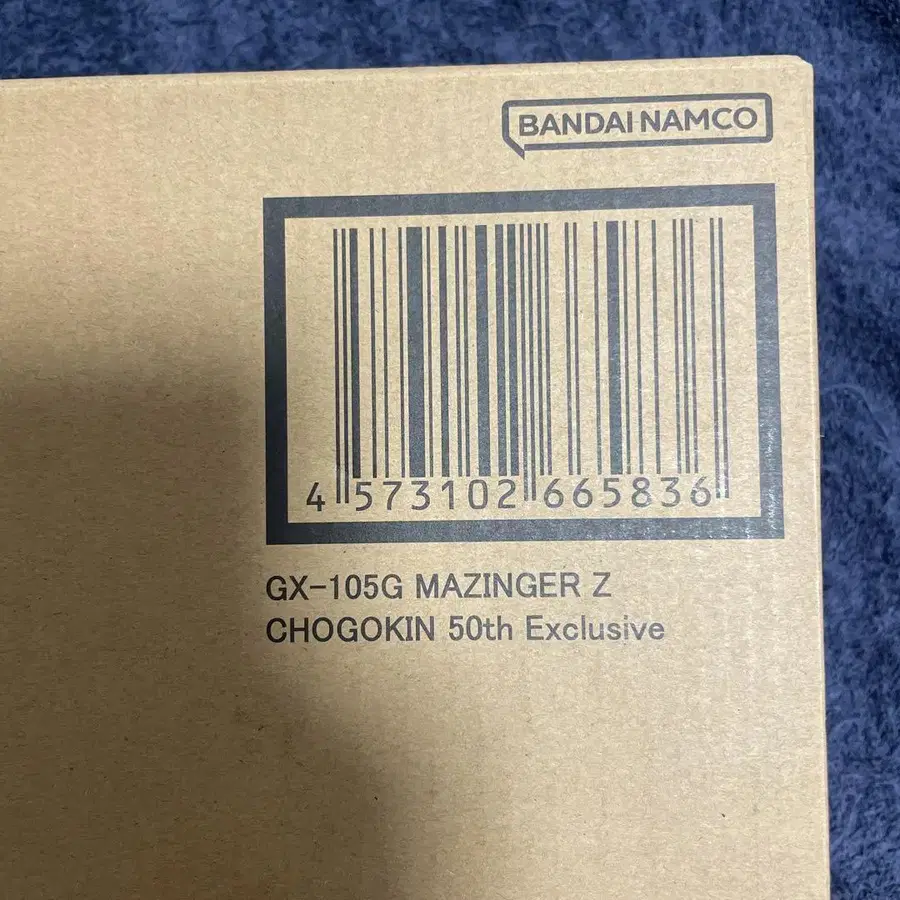 BANDAI NAMCO
4 573102 665836
GX-105G MAZINGER Z
CHOGOKIN 50th Exclusive